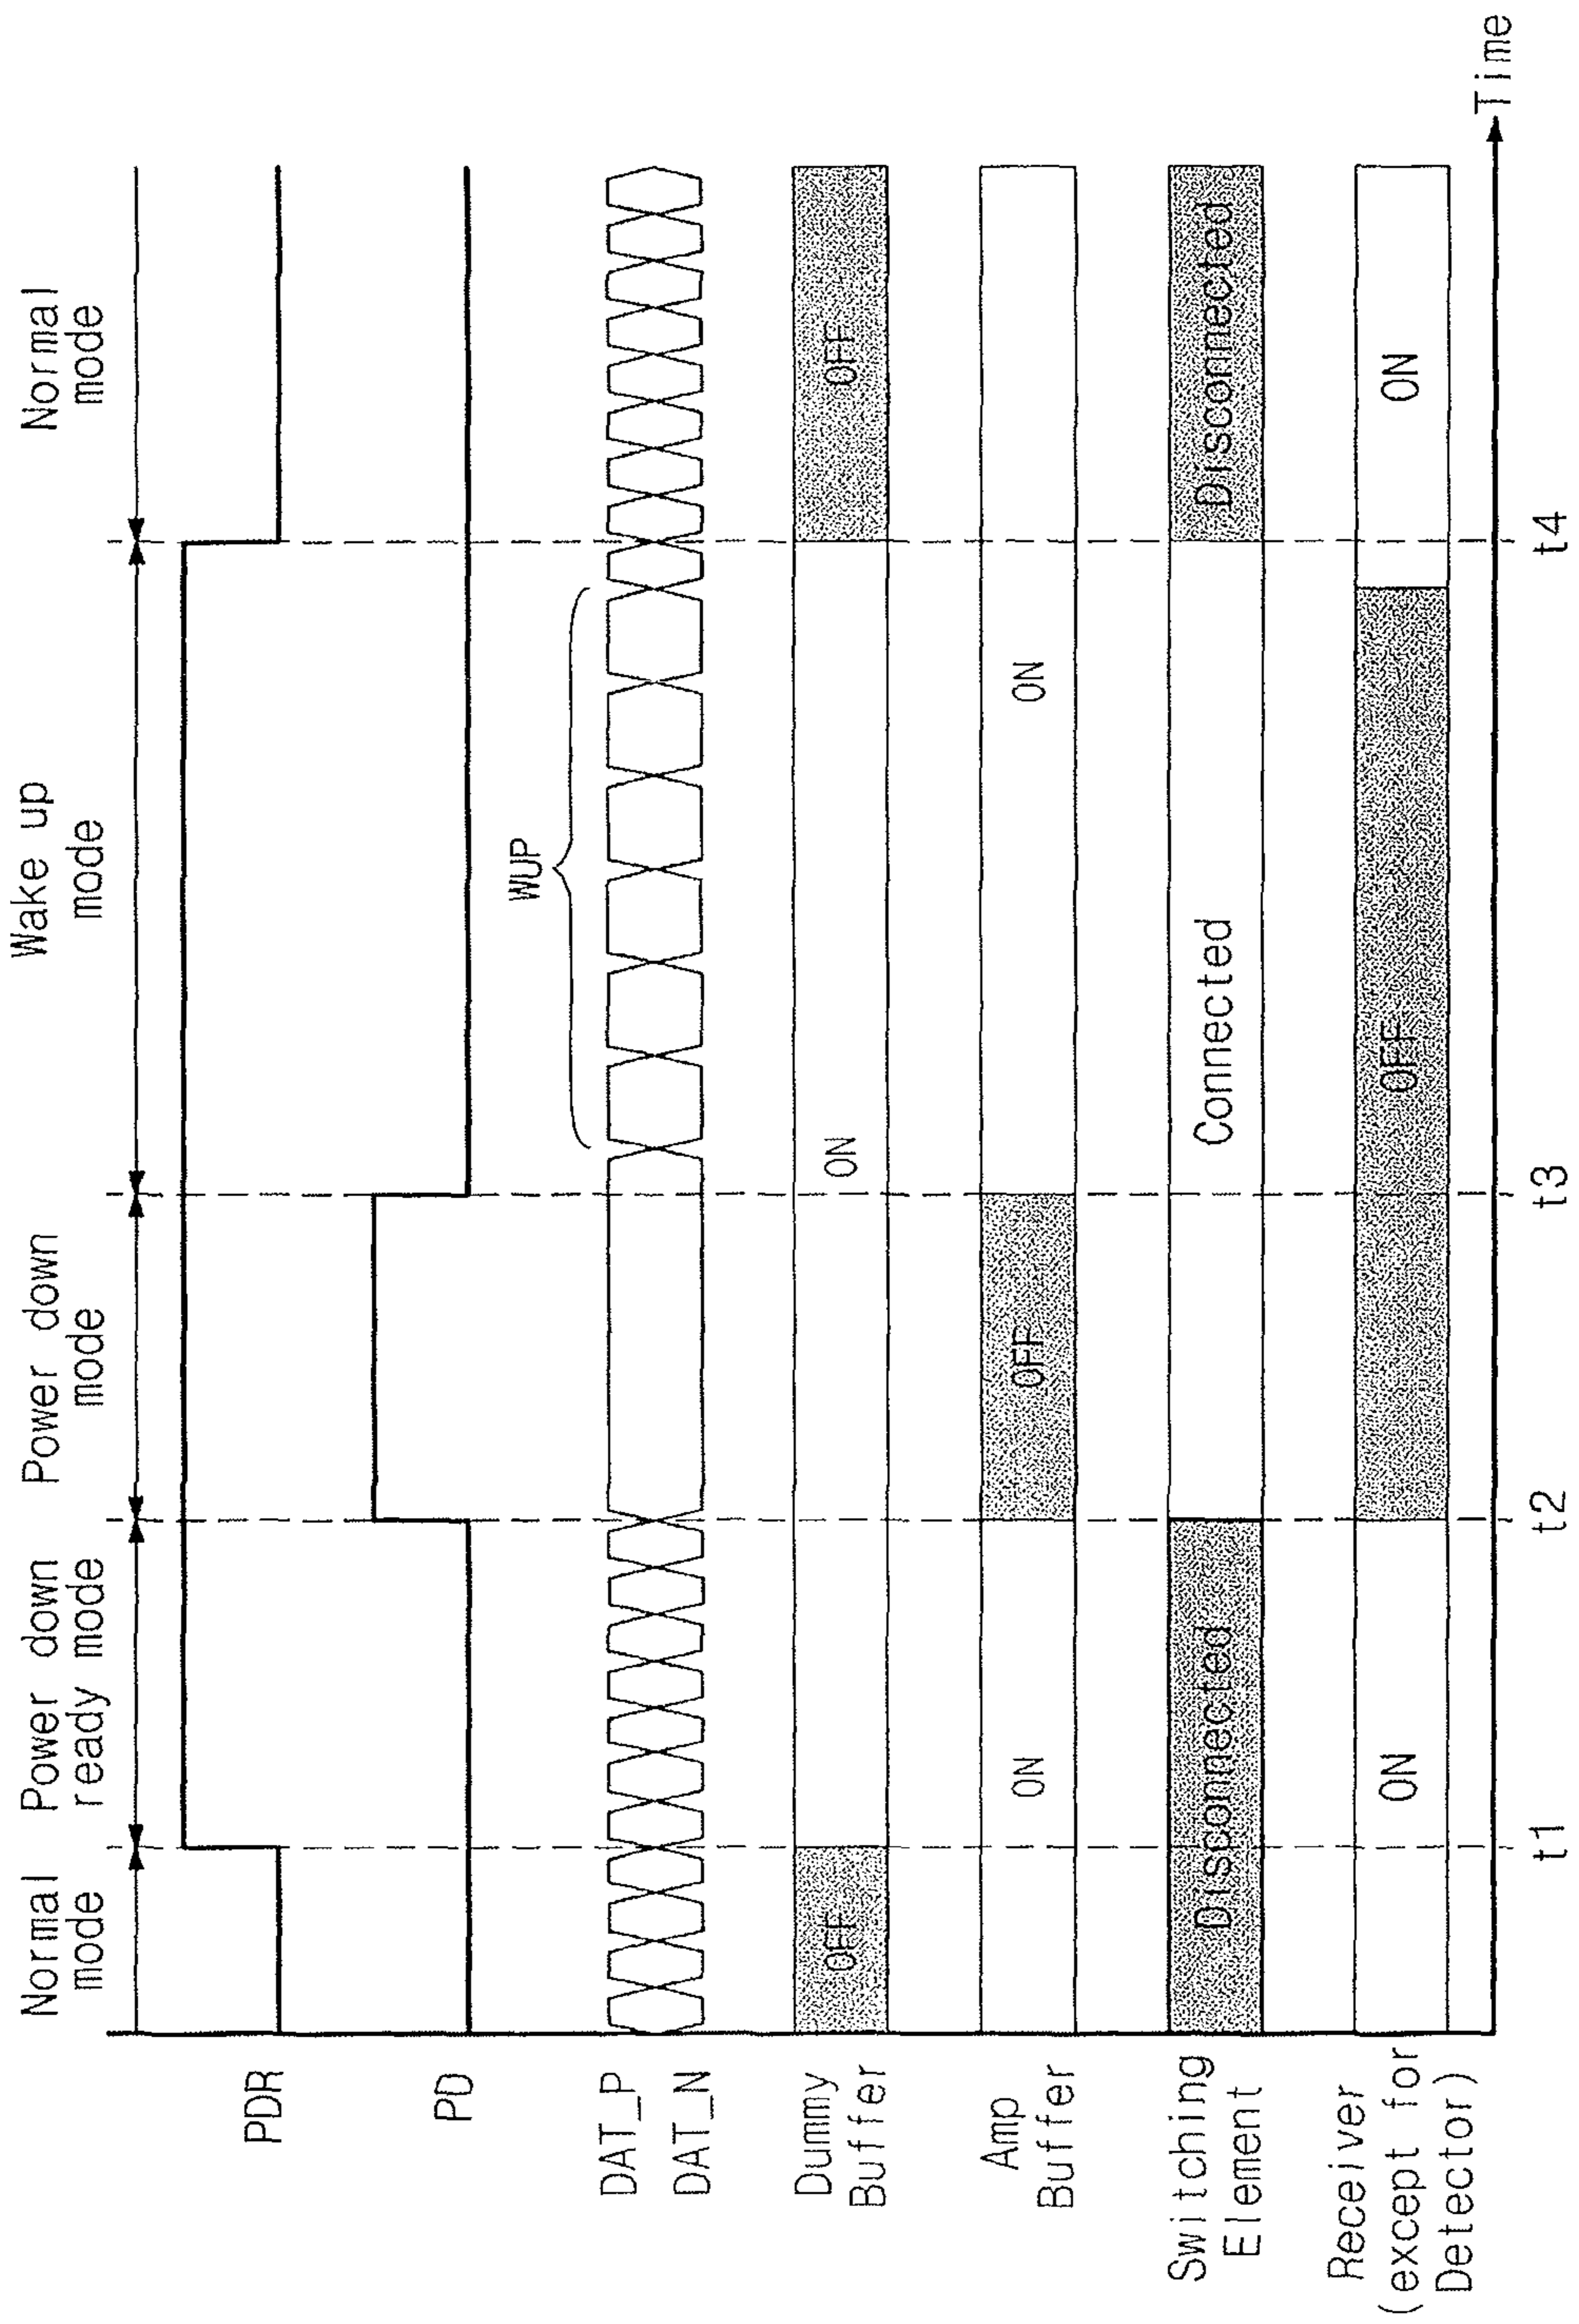 Normal
mode
Power down
ready mode
Power down
mode
Wake up
mode
Normal
mode
PDR
PD
WUP
DAT_P
DAT_N
Dummy
Buffer
OFF
ON
OFF
Amp
Buffer
ON
OFF
ON
Switching
Element
Disconnected
Connected
Disconnected
Receiver
(except for
Detector)
ON
OFF
ON
Time
t1
t2
t3
t4